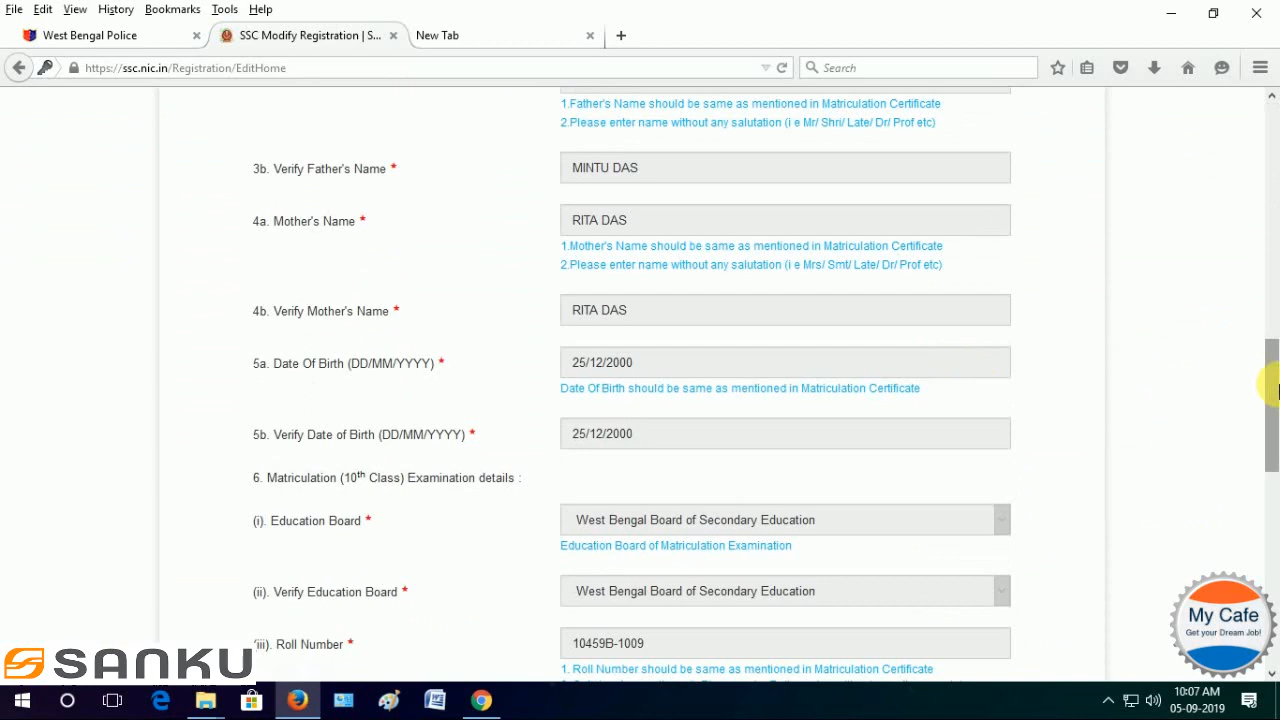 File Edit View History Bookmarks Tools Help
West Bengal Police
SSC Modify Registration | S...
New Tab
https://ssc.nic.in/Registration/EditHome
Search
1.Father's Name should be same as mentioned in Matriculation Certificate
2.Please enter name without any salutation (i e Mr/ Shri/ Late/ Dr/ Prof etc)
3b. Verify Father's Name * MINTU DAS
4a. Mother's Name * RITA DAS
1.Mother's Name should be same as mentioned in Matriculation Certificate
2.Please enter name without any salutation (i e Mrs/ Smt/ Late/ Dr/ Prof etc)
4b. Verify Mother's Name * RITA DAS
5a. Date Of Birth (DD/MM/YYYY) * 25/12/2000
Date Of Birth should be same as mentioned in Matriculation Certificate
5b. Verify Date of Birth (DD/MM/YYYY) * 25/12/2000
6. Matriculation (10th Class) Examination details :
(i). Education Board * West Bengal Board of Secondary Education
Education Board of Matriculation Examination
(ii). Verify Education Board * West Bengal Board of Secondary Education
(iii). Roll Number * 10459B-1009
1. Roll Number should be same as mentioned in Matriculation Certificate
My Cafe
Get your Dream Job!
SANKU
10:07 AM
05-09-2019